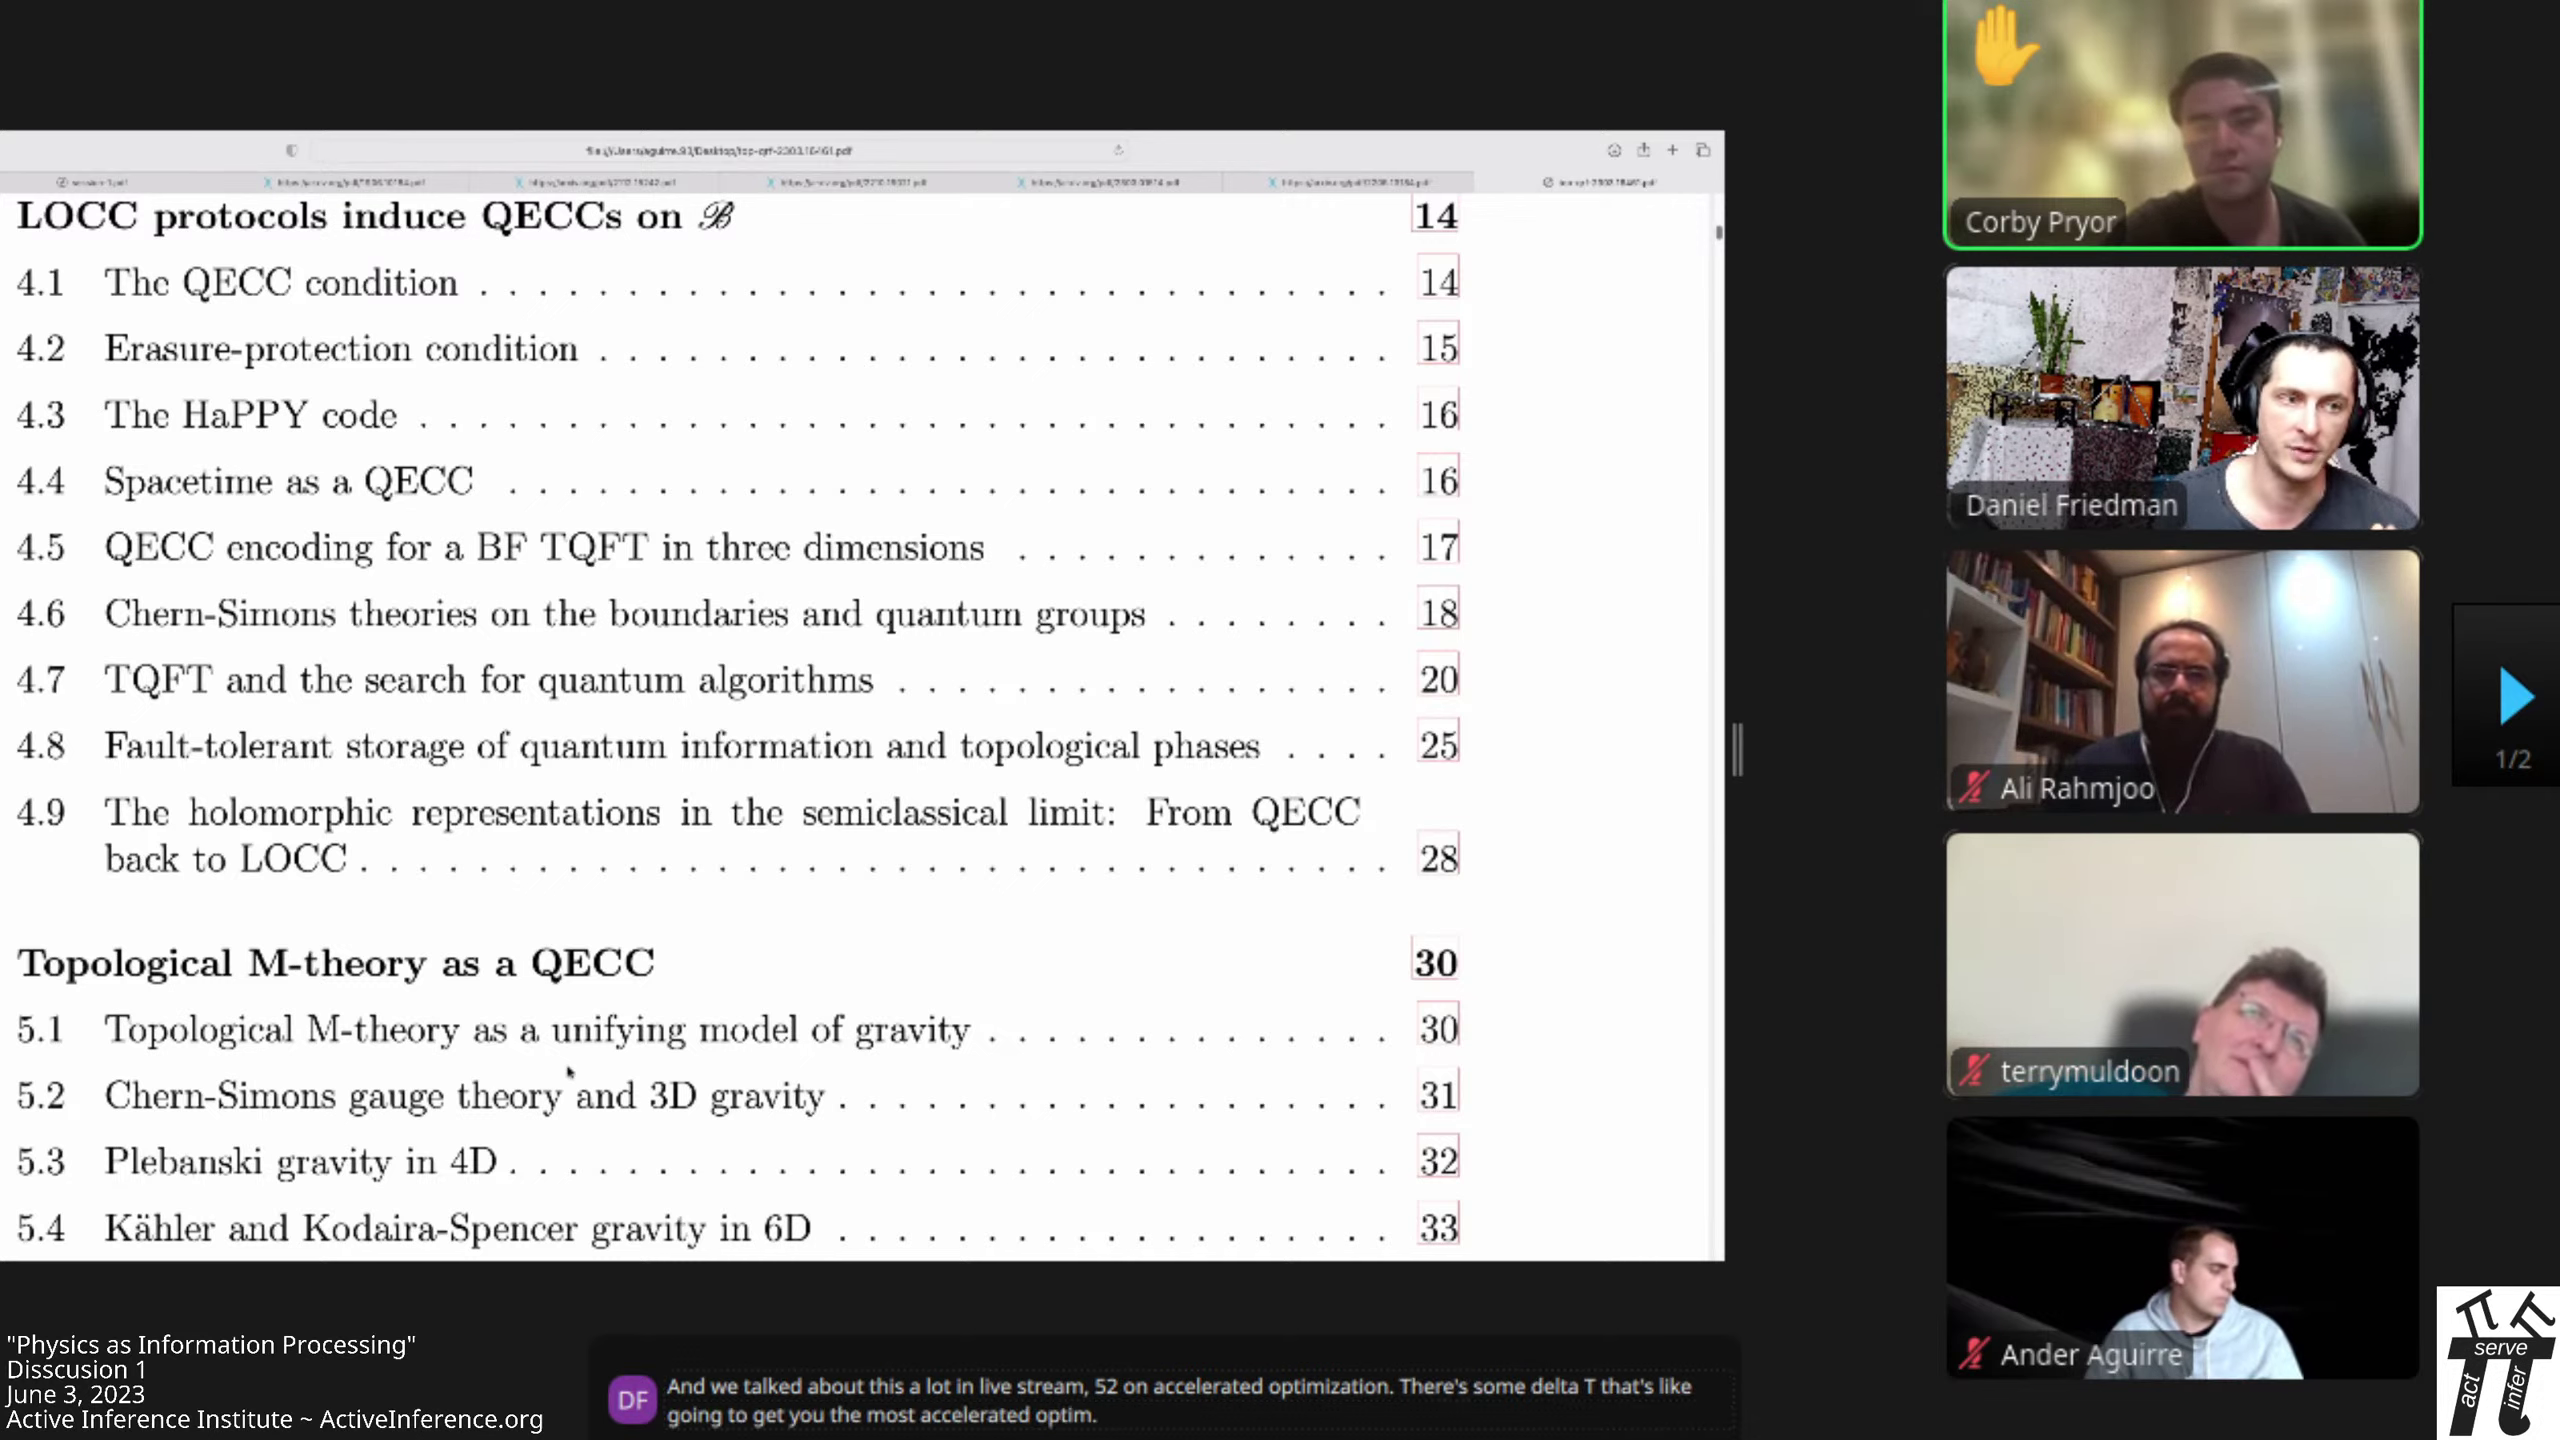 LOCC protocols induce QECCs on ℬ 14
4.1 The QECC condition 14
4.2 Erasure-protection condition 15
4.3 The HaPPY code 16
4.4 Spacetime as a QECC 16
4.5 QECC encoding for a BF TQFT in three dimensions 17
4.6 Chern-Simons theories on the boundaries and quantum groups 18
4.7 TQFT and the search for quantum algorithms 20
4.8 Fault-tolerant storage of quantum information and topological phases 25
4.9 The holomorphic representations in the semiclassical limit: From QECC
back to LOCC 28
Topological M-theory as a QECC 30
5.1 Topological M-theory as a unifying model of gravity 30
5.2 Chern-Simons gauge theory and 3D gravity 31
5.3 Plebanski gravity in 4D 32
5.4 Kähler and Kodaira-Spencer gravity in 6D 33
Corby Pryor
Daniel Friedman
Ali Rahmjoo
terrymuldoon
Ander Aguirre
1/2
"Physics as Information Processing"
Disscusion 1
June 3, 2023
Active Inference Institute ~ ActiveInference.org
DF
And we talked about this a lot in live stream, 52 on accelerated optimization. There's some delta T that's like
going to get you the most accelerated optim.
serve
act
infer